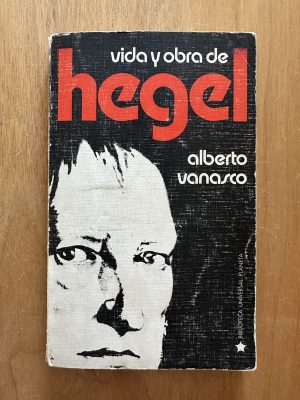 vida y obra de
hegel
alberto
vanasco
BIBLIOTECA UNIVERSAL PLANETA